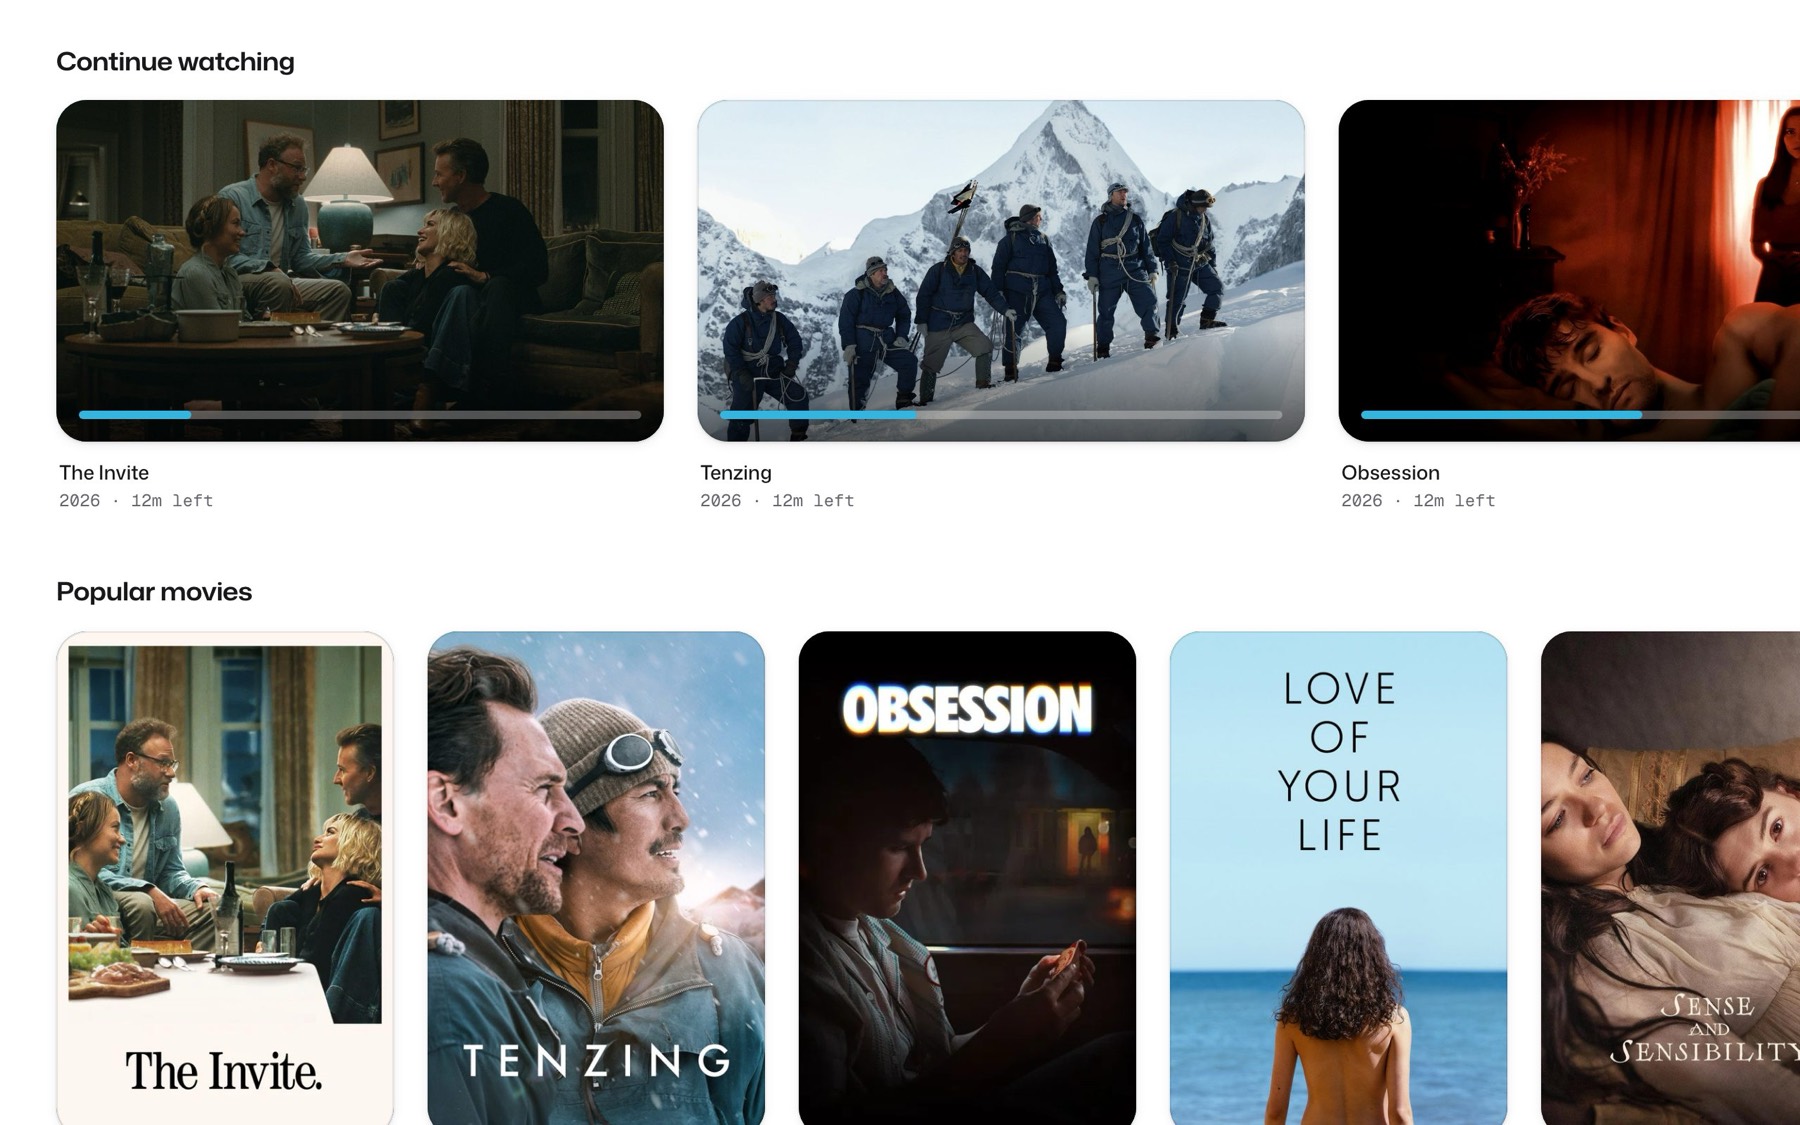 Continue watching
The Invite
2026 · 12m left
Tenzing
2026 · 12m left
Obsession
2026 · 12m left
Popular movies
The Invite.
TENZING
OBSESSION
LOVE
OF
YOUR
LIFE
SENSE
AND
SENSIBILITY